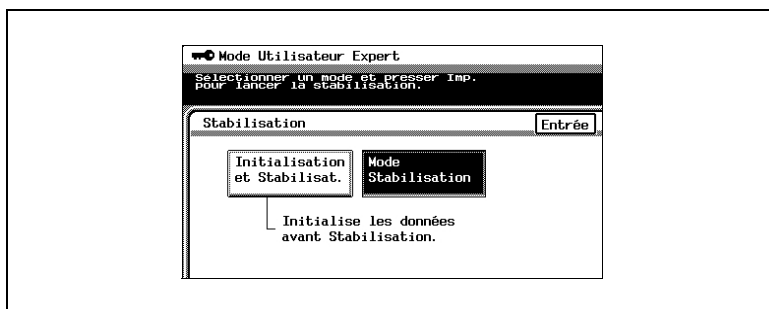 Mode Utilisateur Expert
Sélectionner un mode et presser Imp.
pour lancer la stabilisation.
Stabilisation
Entrée
Initialisation
et Stabilisat.
Mode
Stabilisation
Initialise les données
avant Stabilisation.